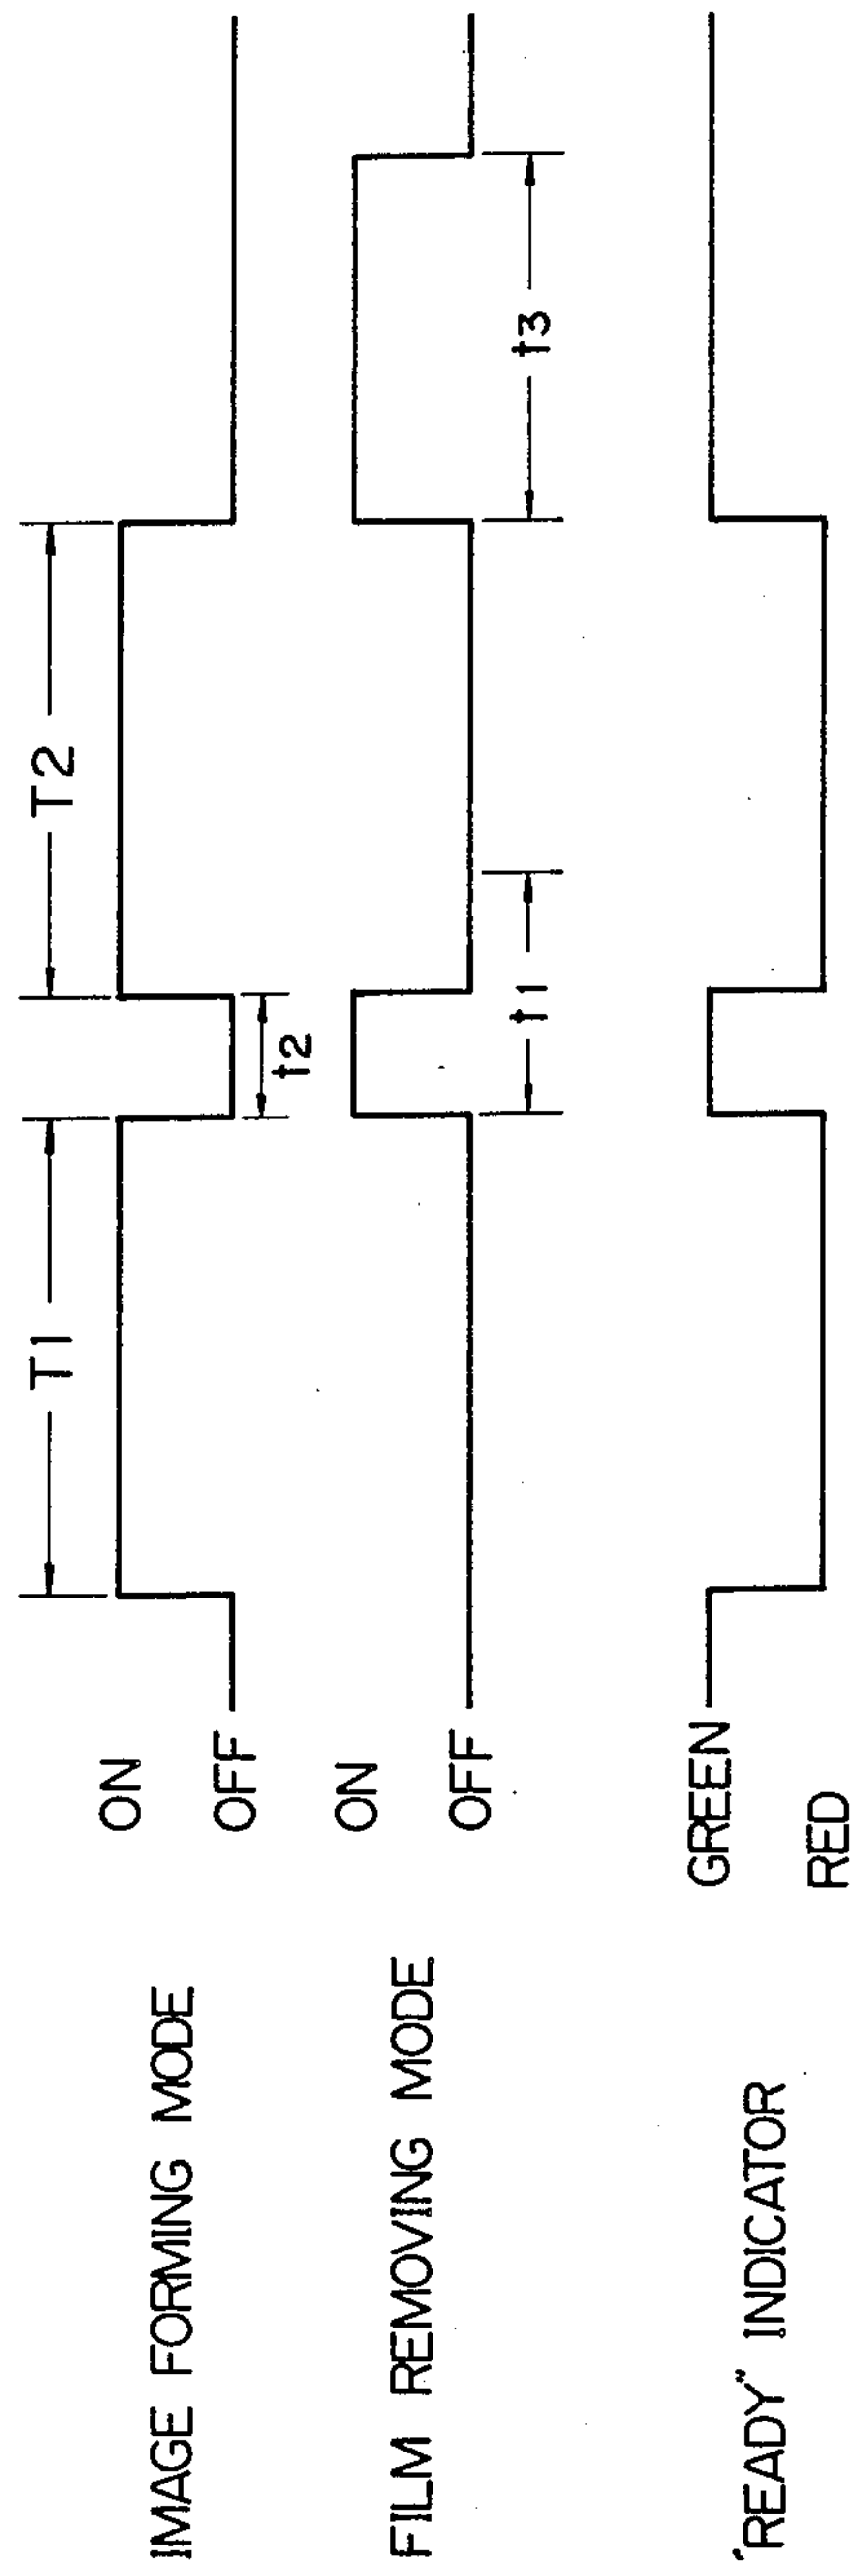 T1
T2
IMAGE FORMING MODE
ON
OFF
t2
FILM REMOVING MODE
ON
OFF
t1
t3
"READY" INDICATOR
GREEN
RED